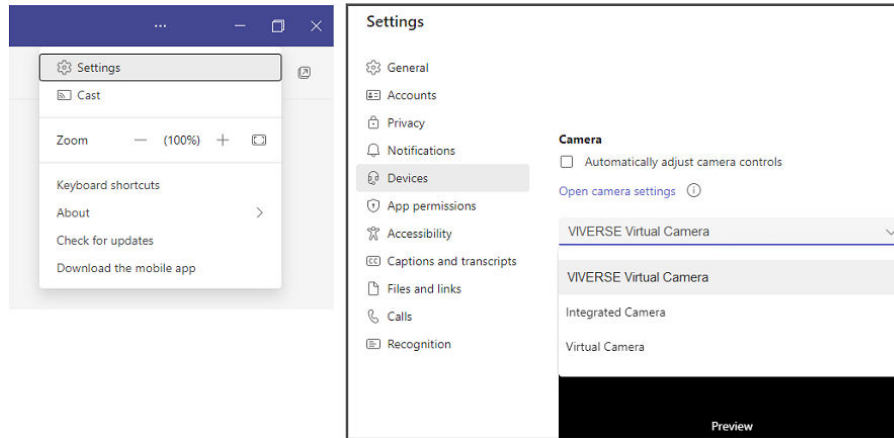 Settings
Cast
Zoom — (100%) +
Keyboard shortcuts
About
Check for updates
Download the mobile app
Settings
General
Accounts
Privacy
Notifications
Devices
App permissions
Accessibility
CC Captions and transcripts
Files and links
Calls
Recognition
Camera
Automatically adjust camera controls
Open camera settings
VIVERSE Virtual Camera
VIVERSE Virtual Camera
Integrated Camera
Virtual Camera
Preview